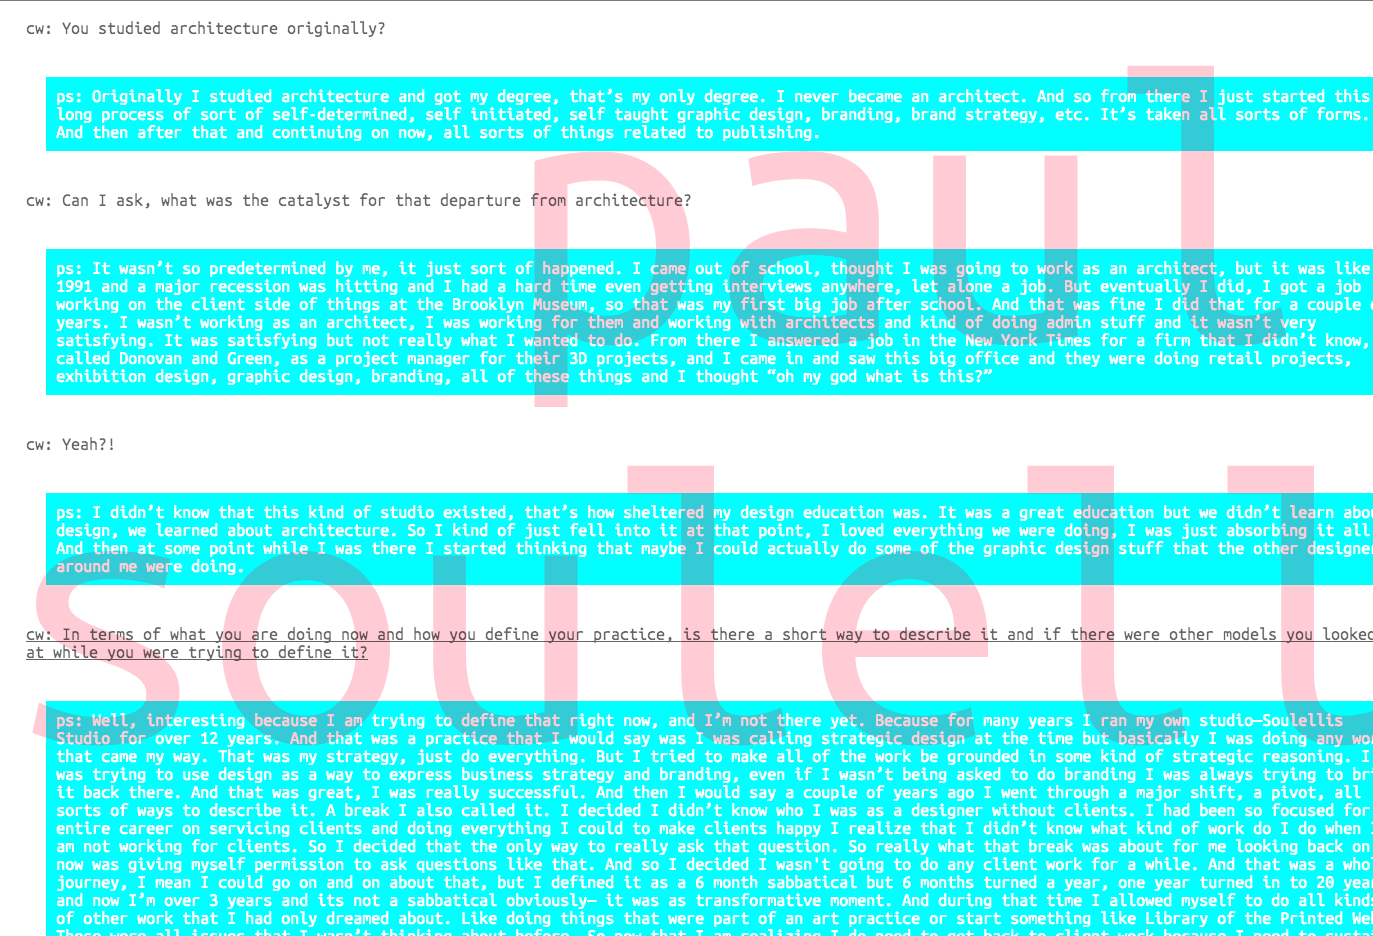 cw: You studied architecture originally?
ps: Originally I studied architecture and got my degree, that’s my only degree. I never became an architect. And so from there I just started this
long process of sort of self-determined, self initiated, self taught graphic design, branding, brand strategy, etc. It’s taken all sorts of forms.
And then after that and continuing on now, all sorts of things related to publishing.
paul
cw: Can I ask, what was the catalyst for that departure from architecture?
ps: It wasn’t so predetermined by me, it just sort of happened. I came out of school, thought I was going to work as an architect, but it was like
1991 and a major recession was hitting and I had a hard time even getting interviews anywhere, let alone a job. But eventually I did, I got a job
working on the client side of things at the Brooklyn Museum, so that was my first big job after school. And that was fine I did that for a couple
years. I wasn’t working as an architect, I was working for them and working with architects and kind of doing admin stuff and it wasn’t very
satisfying. It was satisfying but not really what I wanted to do. From there I answered a job in the New York Times for a firm that I didn’t know,
called Donovan and Green, as a project manager for their 3D projects, and I came in and saw this big office and they were doing retail projects,
exhibition design, graphic design, branding, all of these things and I thought “oh my god what is this?”
cw: Yeah?!
ps: I didn’t know that this kind of studio existed, that’s how sheltered my design education was. It was a great education but we didn’t learn
design, we learned about architecture. So I kind of just fell into it at that point, I loved everything we were doing, I was just absorbing it all
And then at some point while I was there I started thinking that maybe I could actually do some of the graphic design stuff that the other
around me were doing.
soulell
cw: In terms of what you are doing now and how you define your practice, is there a short way to describe it and if there were other models you looked
at while you were trying to define it?
ps: Well, interesting because I am trying to define that right now, and I’m not there yet. Because for many years I ran my own studio—Soulellis
Studio for over 12 years. And that was a practice that I would say was I was calling strategic design at the time but basically I was doing any
that came my way. That was my strategy, just do everything. But I tried to make all of the work be grounded in some kind of strategic reasoning. I
was trying to use design as a way to express business strategy and branding, even if I wasn’t being asked to do branding I was always trying to
it back there. And that was great, I was really successful. And then I would say a couple of years ago I went through a major shift, a pivot, all
sorts of ways to describe it. A break I also called it. I decided I didn’t know who I was as a designer without clients. I had been so focused for
entire career on servicing clients and doing everything I could to make clients happy I realize that I didn’t know what kind of work do I do when I
am not working for clients. So I decided that the only way to really ask that question. So really what that break was about for me looking back on
now was giving myself permission to ask questions like that. And so I decided I wasn't going to do any client work for a while. And that was a
journey, I mean I could go on and on about that, but I defined it as a 6 month sabbatical but 6 months turned a year, one year turned in to 20
and now I’m over 3 years and its not a sabbatical obviously— it was as transformative moment. And during that time I allowed myself to do all
of other work that I had only dreamed about. Like doing things that were part of an art practice or start something like Library of the Printed
These were all issues that I wasn’t thinking about before. So now that I am realizing I do need to get back to client work because I need to